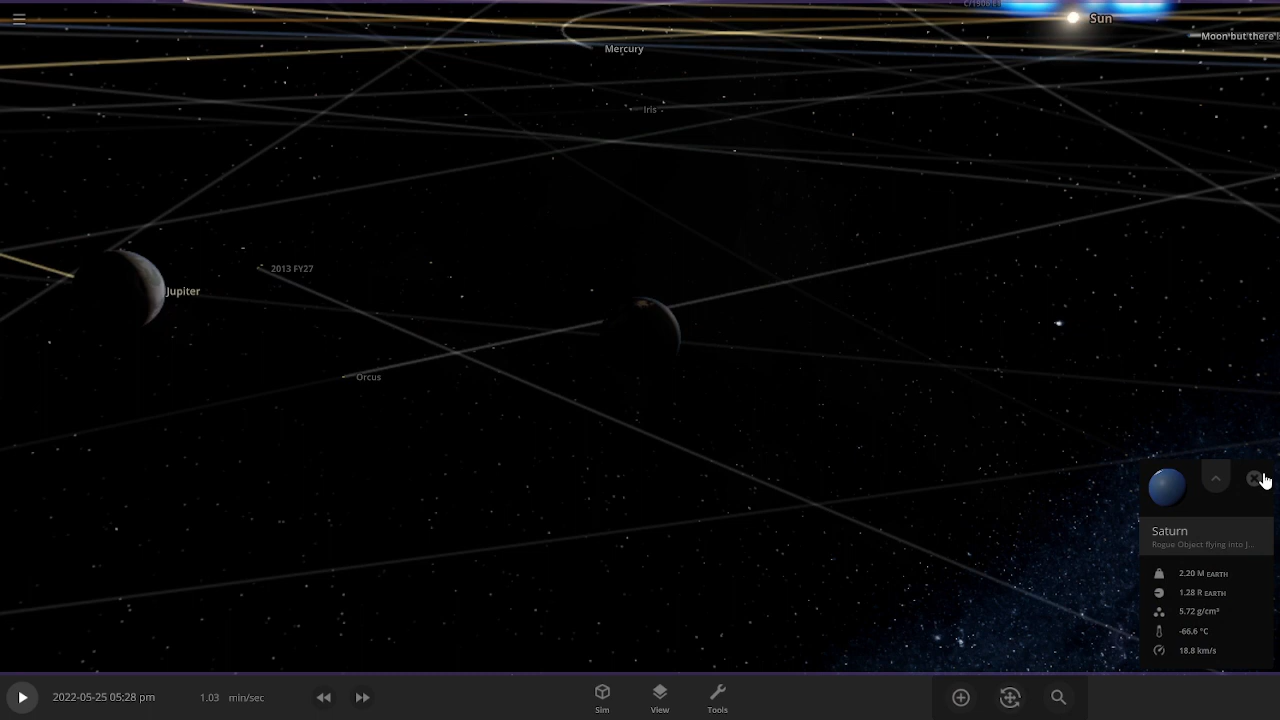 Sun
Moon but there's
Mercury
Iris
2013 FY27
Jupiter
Orcus
Saturn
Rogue Object flying into J...
2.20 M EARTH
1.28 R EARTH
5.72 g/cm³
-66.6 °C
18.8 km/s
2022-05-25 05:28 pm
1.03 min/sec
Sim
View
Tools